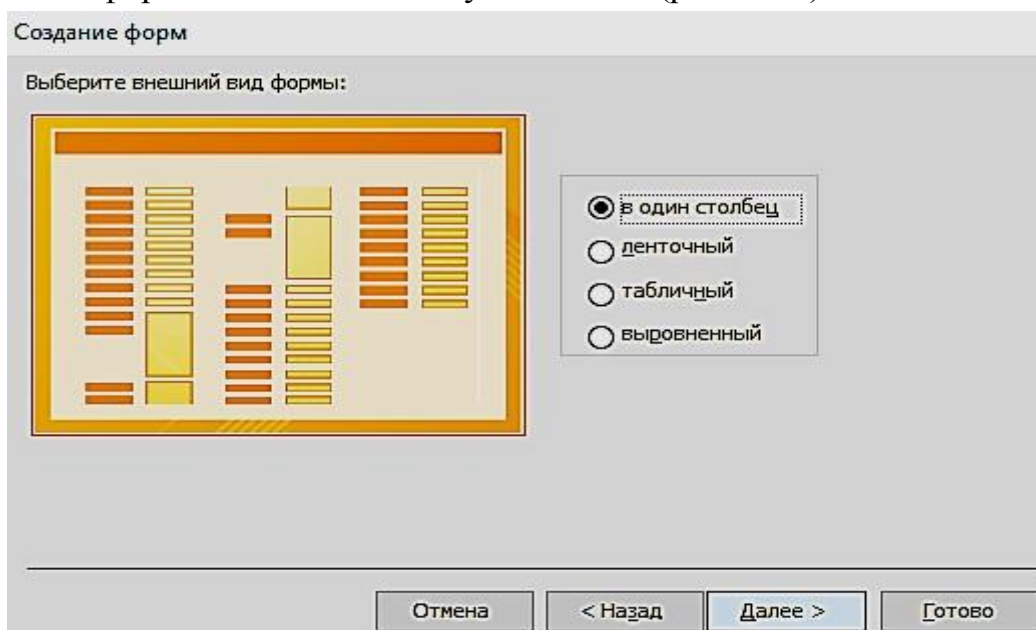 Создание форм
Выберите внешний вид формы:
в один столбец
ленточный
табличный
выровненный
Отмена
< Назад
Далее >
Готово